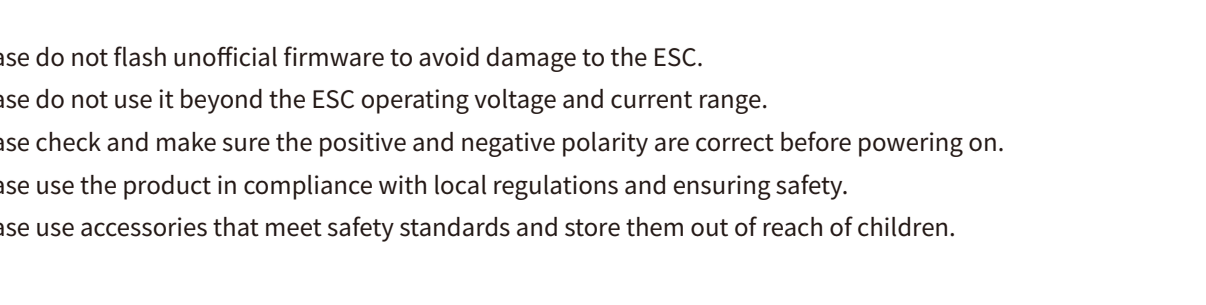 ase do not flash unofficial firmware to avoid damage to the ESC.
ase do not use it beyond the ESC operating voltage and current range.
ase check and make sure the positive and negative polarity are correct before powering on.
ase use the product in compliance with local regulations and ensuring safety.
ase use accessories that meet safety standards and store them out of reach of children.